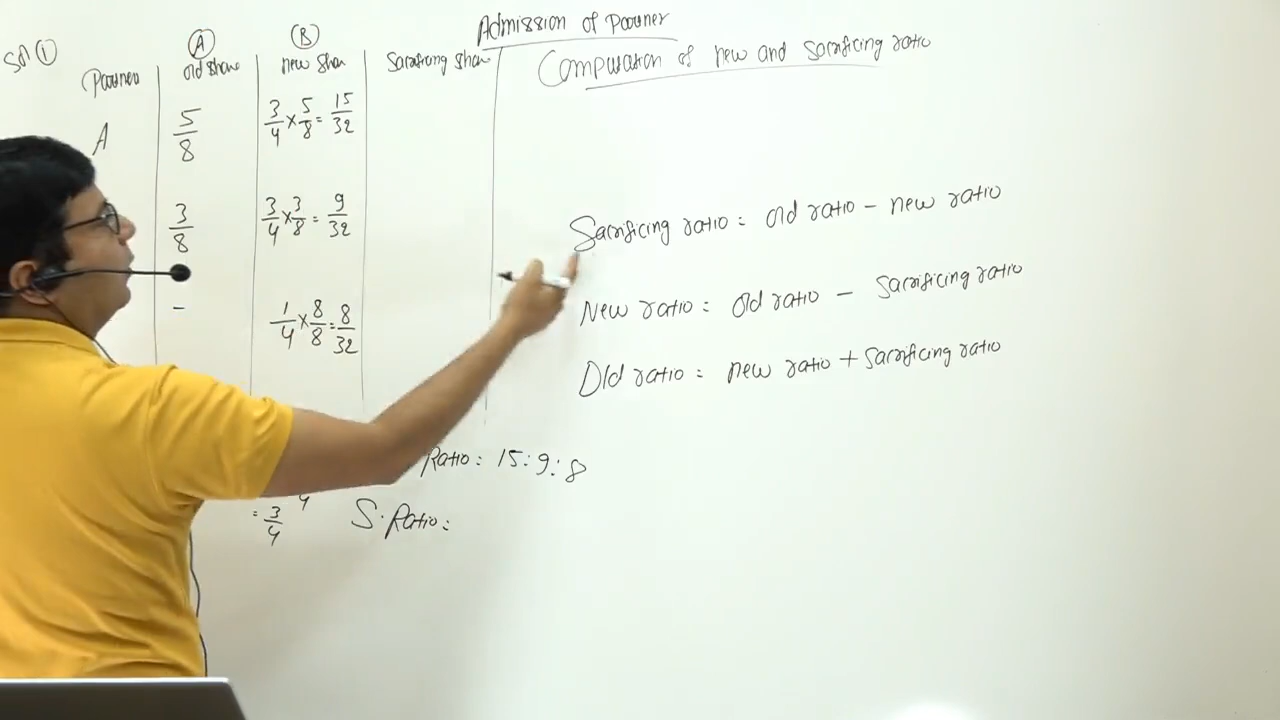 Admission of Partner
Computation of new and sacrificing ratio
Sol ①
Ⓐ Ⓑ
Partner old share new share Sacrificing share
A 5/8 3/4 × 5/8 = 15/32
3/8 3/4 × 3/8 = 9/32
- 1/4 × 8/8 = 8/32
Sacrificing ratio = old ratio - new ratio
New ratio = old ratio - sacrificing ratio
Old ratio = new ratio + sacrificing ratio
Ratio = 15:9:8
= 3/4
S. Ratio =